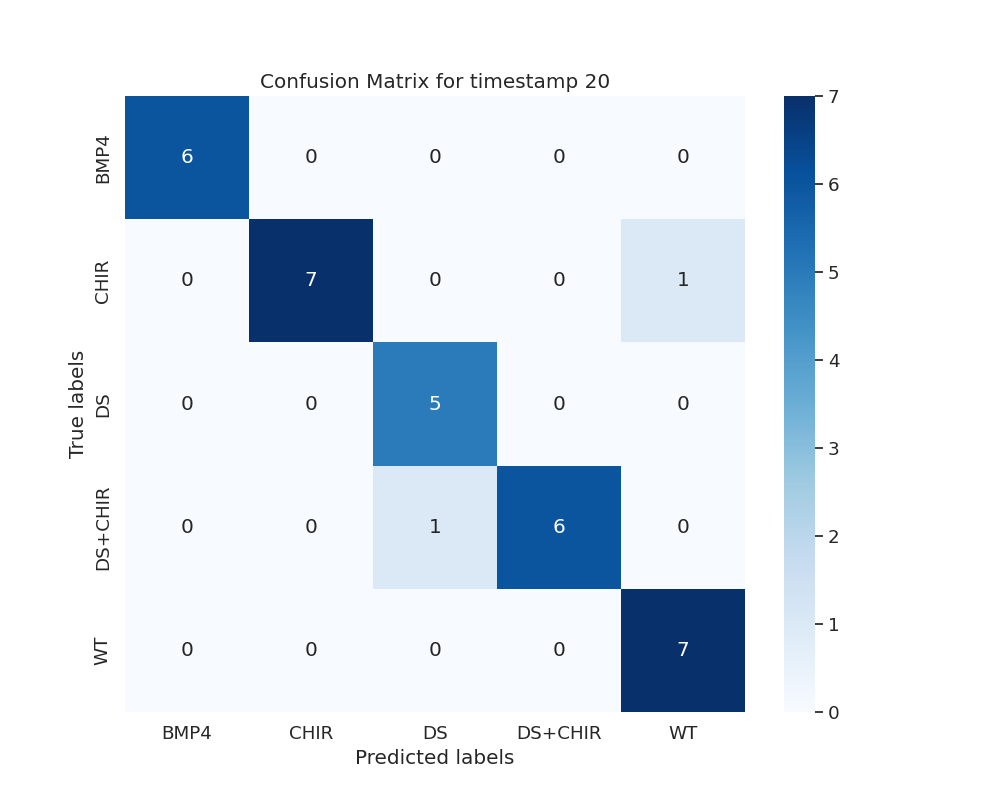 Confusion Matrix for timestamp 20
True labels
BMP4 6 0 0 0 0
CHIR 0 7 0 0 1
DS 0 0 5 0 0
DS+CHIR 0 0 1 6 0
WT 0 0 0 0 7
BMP4 CHIR DS DS+CHIR WT
Predicted labels
7
6
5
4
3
2
1
0